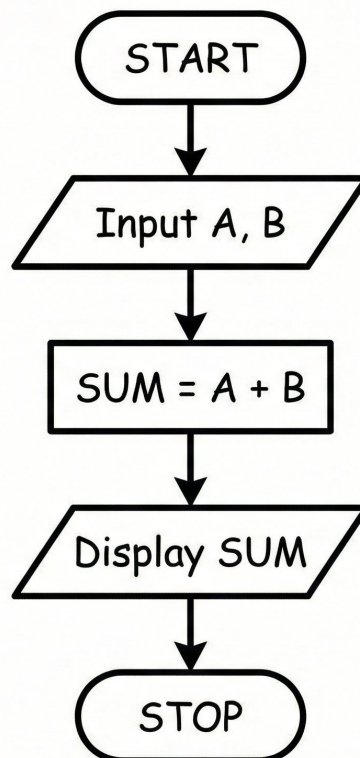 START
Input A, B
SUM = A + B
Display SUM
STOP